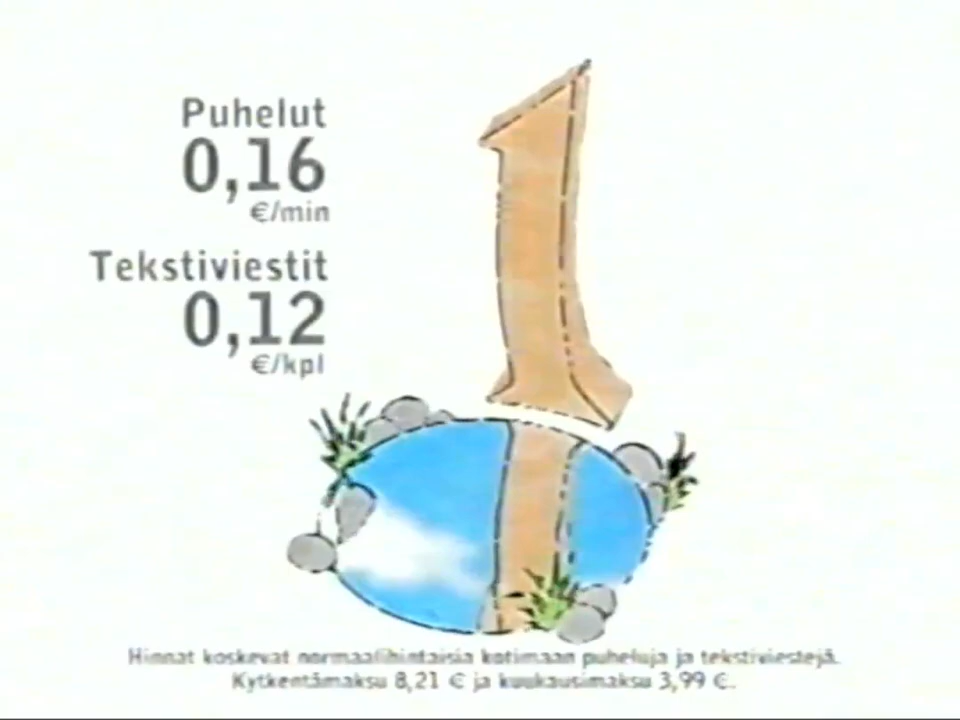 Puhelut
0,16
€/min
Tekstiviestit
0,12
€/kpl
1
Hinnat koskevat normaalihintaisia kotimaan puheluja ja tekstiviestejä.
Kytkentämaksu 8,21 € ja kuukausimaksu 3,99 €.